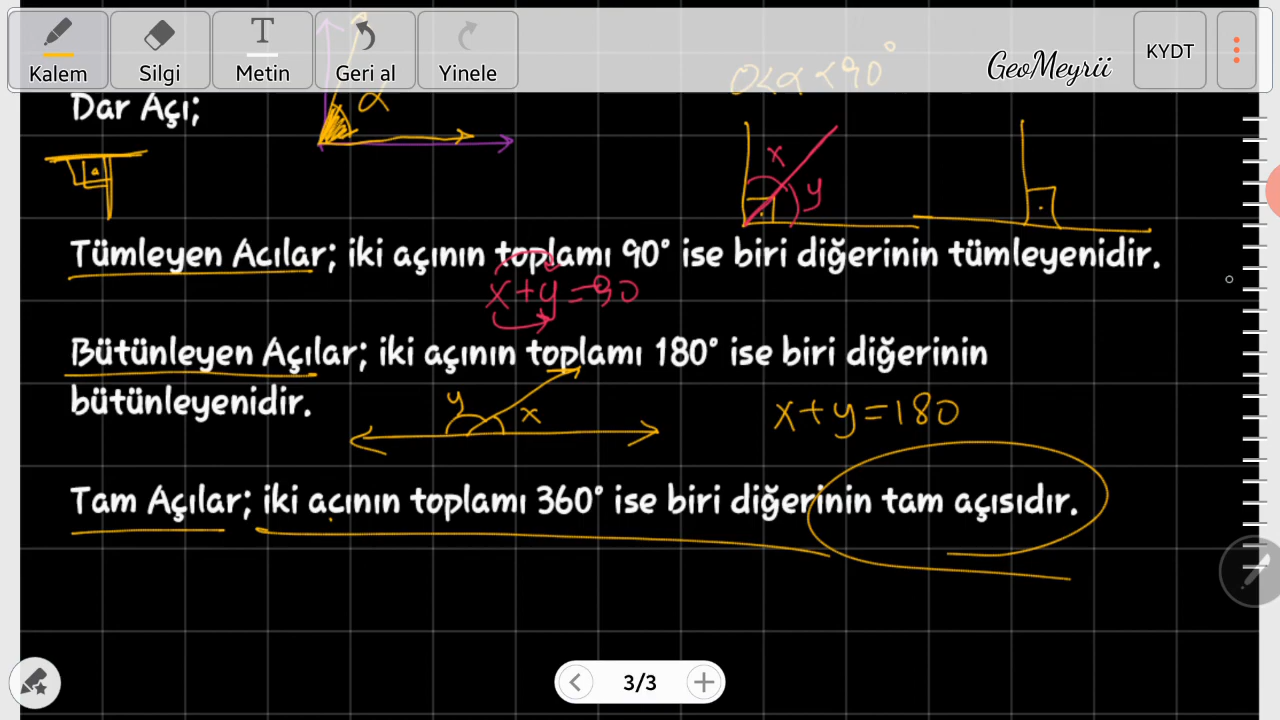 Kalem
Silgi
Metin
Geri al
Yinele
GeoMeyrii
KYDT
0<α<90°
Dar Açı;
α
x
y
Tümleyen Acılar; iki açının toplamı 90° ise biri diğerinin tümleyenidir.
x+y=90
Bütünleyen Açılar; iki açının toplamı 180° ise biri diğerinin
bütünleyenidir.
y
x
x+y=180
Tam Açılar; iki açının toplamı 360° ise biri diğerinin tam açısıdır.
3/3